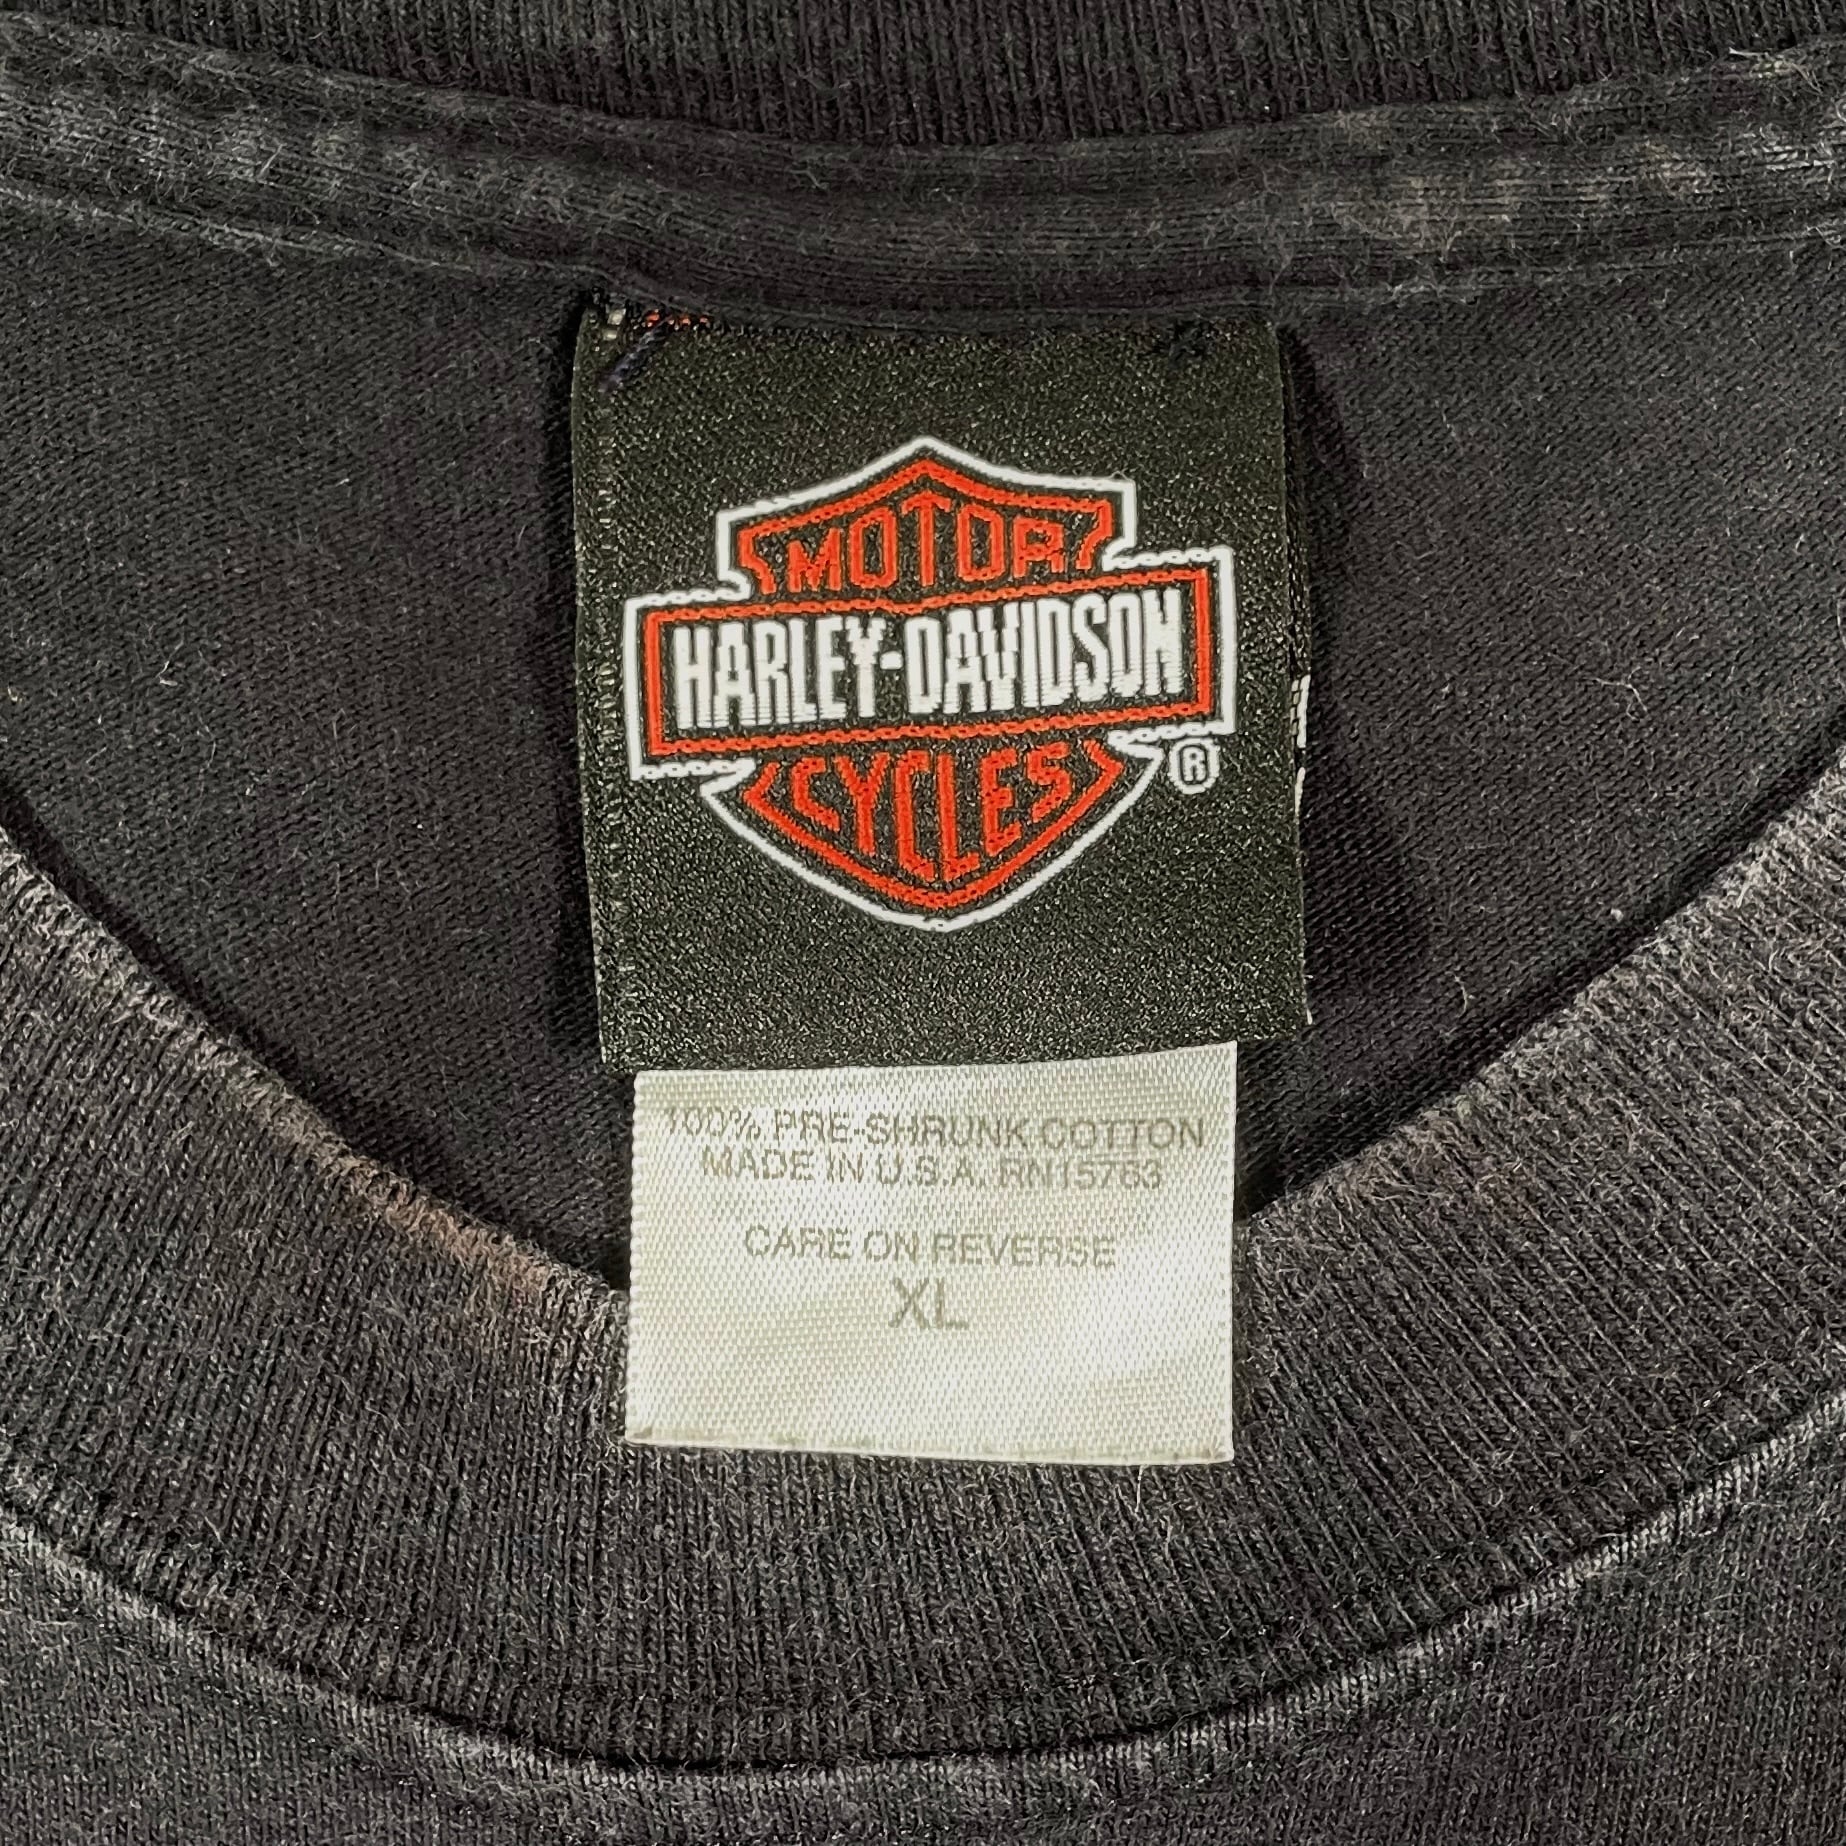 MOTOR
HARLEY-DAVIDSON
CYCLES
®
100% PRE-SHRUNK COTTON
MADE IN U.S.A. RN15763
CARE ON REVERSE
XL